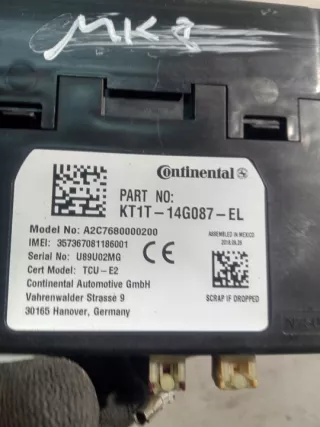 MK8
Continental
PART NO:
KT1T-14G087-EL
Model No: A2C7680000200
IMEI: 357367081186001
Serial No: U89U02MG
Cert Model: TCU-E2
Continental Automotive GmbH
Vahrenwalder Strasse 9
30165 Hanover, Germany
CE
ASSEMBLED IN MEXICO
SCRAP IF DROPPED